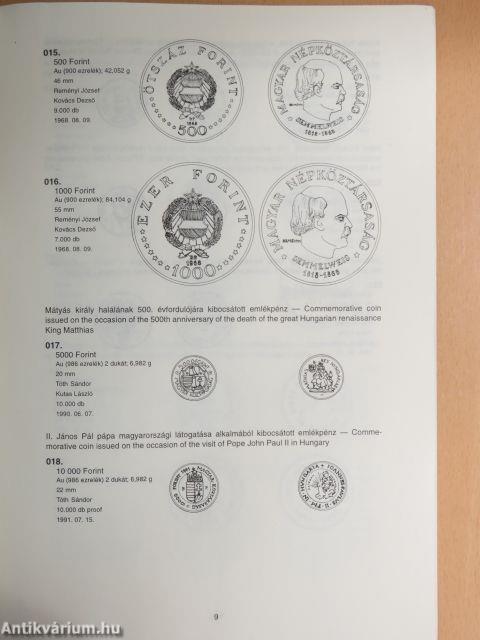 015.
500 Forint
Au (900 ezrelék); 42,052 g
46 mm
Reményi József
Kovács Dezső
9.000 db
1968. 08. 09.
ÖTSZÁZ FORINT
1968
500
MAGYAR NÉPKÖZTÁRSASÁG
SEMMELWEIS
1818-1865
016.
1000 Forint
Au (900 ezrelék); 84,104 g
55 mm
Reményi József
Kovács Dezső
7.000 db
1968. 08. 09.
EZER FORINT
1968
1000
MAGYAR NÉPKÖZTÁRSASÁG
SEMMELWEIS
1818-1865
Mátyás király halálának 500. évfordulójára kibocsátott emlékpénz — Commemorative coin
issued on the occasion of the 500th anniversary of the death of the great Hungarian renaissance
King Matthias
017.
5000 Forint
Au (986 ezrelék) 2 dukát; 6,982 g
20 mm
Tóth Sándor
Kutas László
10.000 db
1990. 06. 07.
II. János Pál pápa magyarországi látogatása alkalmából kibocsátott emlékpénz — Comme-
morative coin issued on the occasion of the visit of Pope John Paul II in Hungary
018.
10 000 Forint
Au (986 ezrelék) 2 dukát; 6,982 g
22 mm
Tóth Sándor
10.000 db proof
1991. 07. 15.
9
Antikvárium.hu